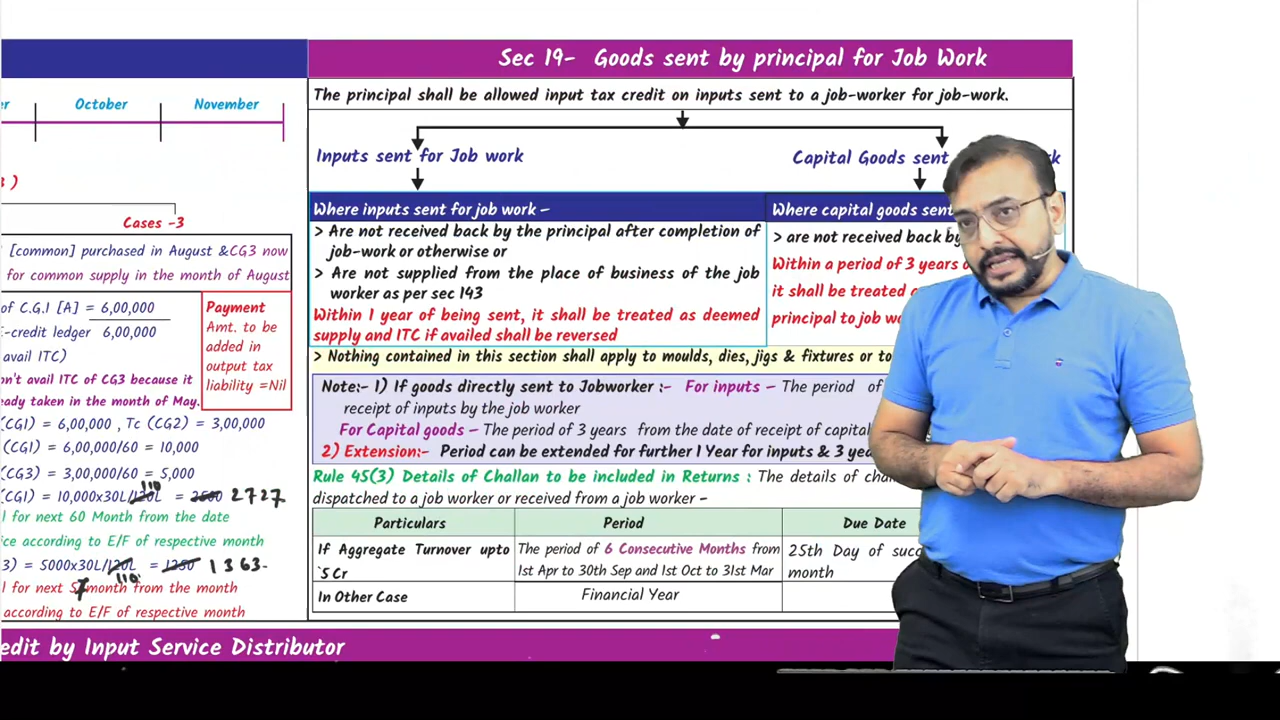 Sec 19- Goods sent by principal for Job Work
er October November
The principal shall be allowed input tax credit on inputs sent to a job-worker for job-work.
Inputs sent for Job work
Capital Goods sent
3 )
Cases -3
[common] purchased in August &CG3 now
for common supply in the month of August
of C.G.1 [A] = 6,00,000
E-credit ledger 6,00,000
avail ITC)
on't avail ITC of CG3 because it
eady taken in the month of May.
Payment
Amt. to be
added in
output tax
liability =Nil
(CG1) = 6,00,000 , Tc (CG2) = 3,00,000
(CG1) = 6,00,000/60 = 10,000
(CG3) = 3,00,000/60 = 5,000
110
(CG1) = 10,000x30L/120L = 2500 2727
l for next 60 Month from the date
ice according to E/F of respective month
3) = 5000x30L/120L = 1250 1363-
110
l for next 57 month from the month
according to E/F of respective month
Where inputs sent for job work –
> Are not received back by the principal after completion of
job-work or otherwise or
> Are not supplied from the place of business of the job
worker as per sec 143
Within 1 year of being sent, it shall be treated as deemed
supply and ITC if availed shall be reversed
Where capital goods sent
> are not received back by
Within a period of 3 years
it shall be treated
principal to job
> Nothing contained in this section shall apply to moulds, dies, jigs & fixtures or to
Note:- 1) If goods directly sent to Jobworker :- For inputs – The period of
receipt of inputs by the job worker
For Capital goods – The period of 3 years from the date of receipt of capital
2) Extension:- Period can be extended for further 1 Year for inputs & 3
Rule 45(3) Details of Challan to be included in Returns : The details of
dispatched to a job worker or received from a job worker –
Particulars Period Due Date
If Aggregate Turnover upto The period of 6 Consecutive Months from 25th Day of
`5 Cr 1st Apr to 30th Sep and 1st Oct to 31st Mar month
In Other Case Financial Year
edit by Input Service Distributor